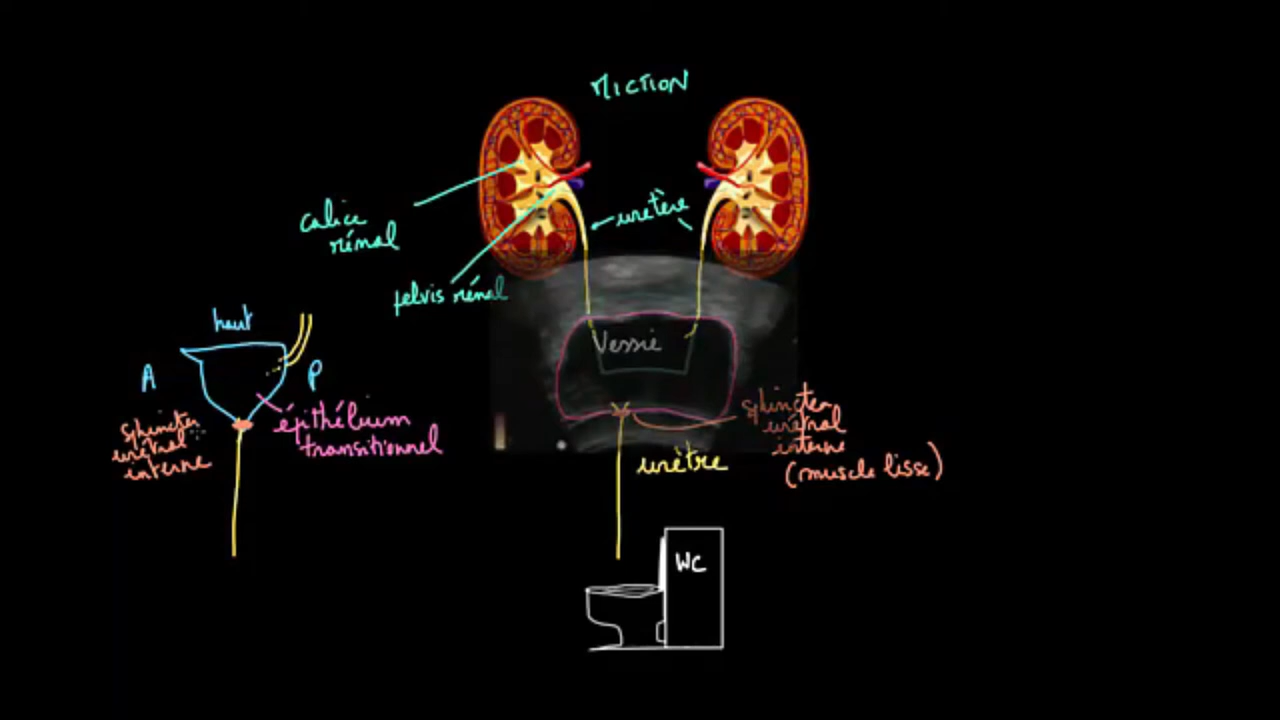 MICTION
calice
rénal
uretère
pelvis rénal
haut
Vessie
A
P
sphincter
urétral
interne
épithélium
transitionnel
sphincter
urétral
interne
(muscle lisse)
urètre
WC